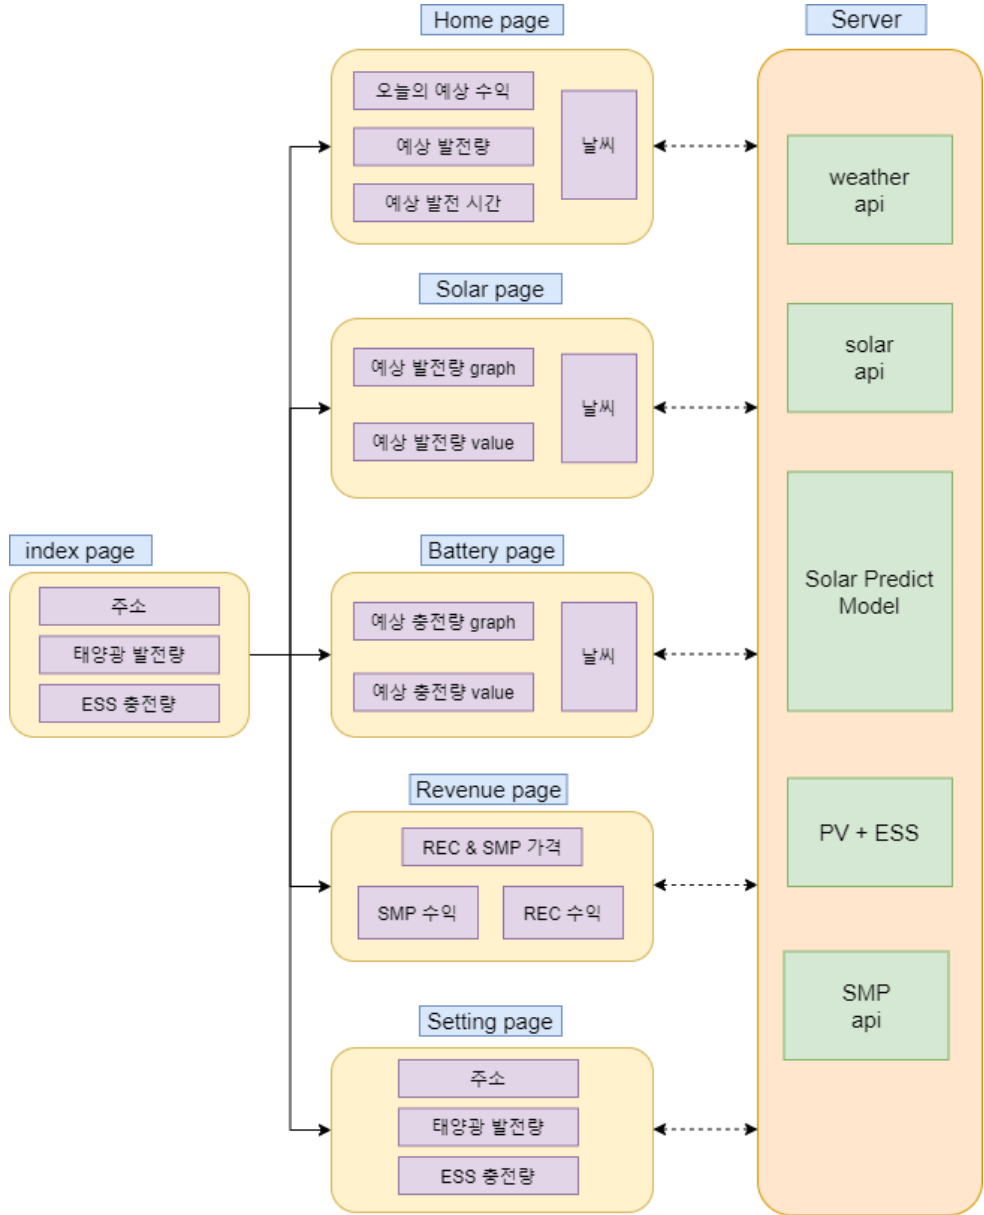 Home page
오늘의 예상 수익
예상 발전량
예상 발전 시간
날씨
Solar page
예상 발전량 graph
예상 발전량 value
날씨
index page
주소
태양광 발전량
ESS 충전량
Battery page
예상 충전량 graph
예상 충전량 value
날씨
Revenue page
REC & SMP 가격
SMP 수익
REC 수익
Setting page
주소
태양광 발전량
ESS 충전량
Server
weather
api
solar
api
Solar Predict
Model
PV + ESS
SMP
api